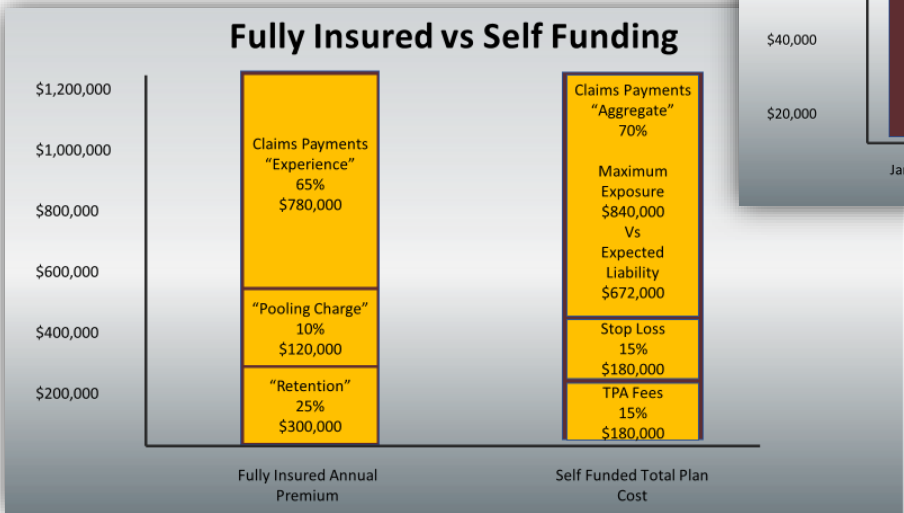 Fully Insured vs Self Funding
$1,200,000
$1,000,000
$800,000
$600,000
$400,000
$200,000
Claims Payments
“Experience”
65%
$780,000
“Pooling Charge”
10%
$120,000
“Retention”
25%
$300,000
Claims Payments
“Aggregate”
70%
Maximum
Exposure
$840,000
Vs
Expected
Liability
$672,000
Stop Loss
15%
$180,000
TPA Fees
15%
$180,000
Fully Insured Annual
Premium
Self Funded Total Plan
Cost
$40,000
$20,000